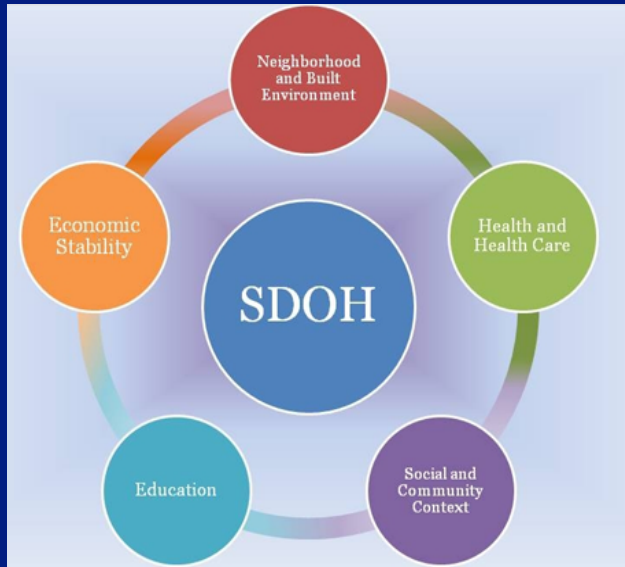 Neighborhood
and Built
Environment
Economic
Stability
Health and
Health Care
SDOH
Education
Social and
Community
Context